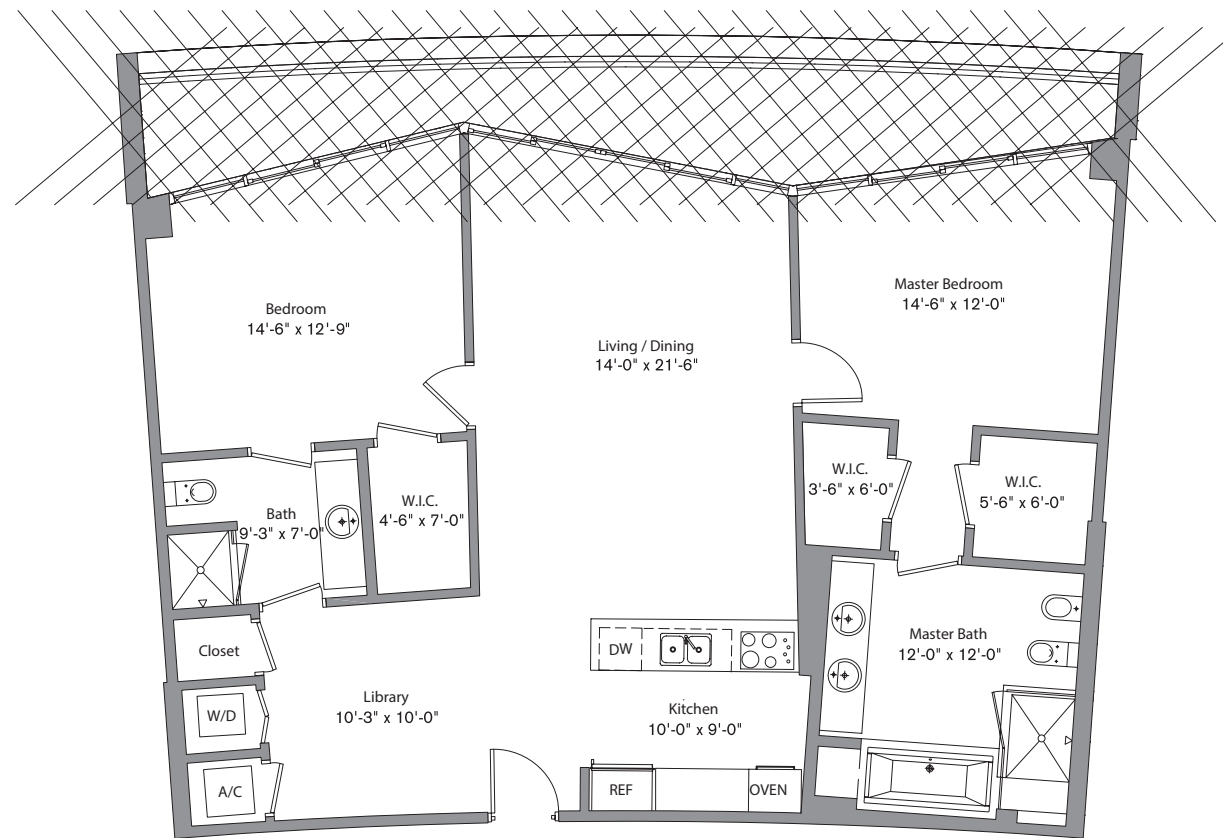 Master Bedroom
14'-6" x 12'-0"
Bedroom
14'-6" x 12'-9"
Living / Dining
14'-0" x 21'-6"
W.I.C.
3'-6" x 6'-0"
W.I.C.
5'-6" x 6'-0"
W.I.C.
4'-6" x 7'-0"
Bath
9'-3" x 7'-0"
Master Bath
12'-0" x 12'-0"
Closet
DW
Library
10'-3" x 10'-0"
Kitchen
10'-0" x 9'-0"
W/D
A/C
REF
OVEN